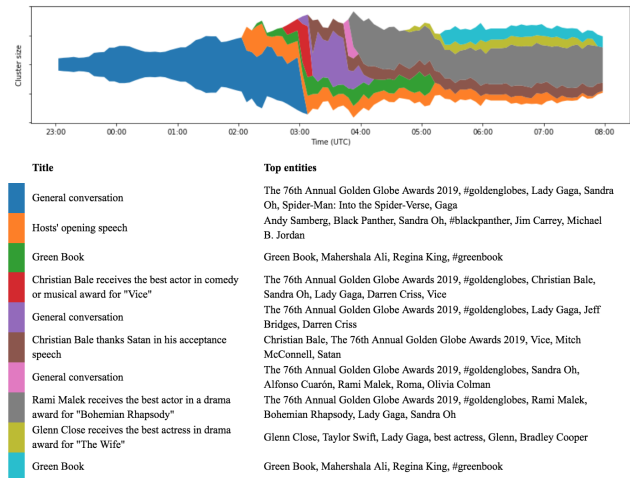 Cluster size
23:00 00:00 01:00 02:00 03:00 04:00 05:00 06:00 07:00 08:00
Time (UTC)
Title Top entities
General conversation
The 76th Annual Golden Globe Awards 2019, #goldenglobes, Lady Gaga, Sandra
Oh, Spider-Man: Into the Spider-Verse, Gaga
Hosts' opening speech
Andy Samberg, Black Panther, Sandra Oh, #blackpanther, Jim Carrey, Michael
B. Jordan
Green Book
Green Book, Mahershala Ali, Regina King, #greenbook
Christian Bale receives the best actor in comedy
or musical award for "Vice"
The 76th Annual Golden Globe Awards 2019, #goldenglobes, Christian Bale,
Sandra Oh, Lady Gaga, Darren Criss, Vice
General conversation
The 76th Annual Golden Globe Awards 2019, #goldenglobes, Lady Gaga, Jeff
Bridges, Darren Criss
Christian Bale thanks Satan in his acceptance
speech
Christian Bale, The 76th Annual Golden Globe Awards 2019, Vice, Mitch
McConnell, Satan
General conversation
The 76th Annual Golden Globe Awards 2019, #goldenglobes, Sandra Oh,
Alfonso Cuarón, Rami Malek, Roma, Olivia Colman
Rami Malek receives the best actor in a drama
award for "Bohemian Rhapsody"
The 76th Annual Golden Globe Awards 2019, #goldenglobes, Rami Malek,
Bohemian Rhapsody, Lady Gaga, Sandra Oh
Glenn Close receives the best actress in drama
award for "The Wife"
Glenn Close, Taylor Swift, Lady Gaga, best actress, Glenn, Bradley Cooper
Green Book
Green Book, Mahershala Ali, Regina King, #greenbook